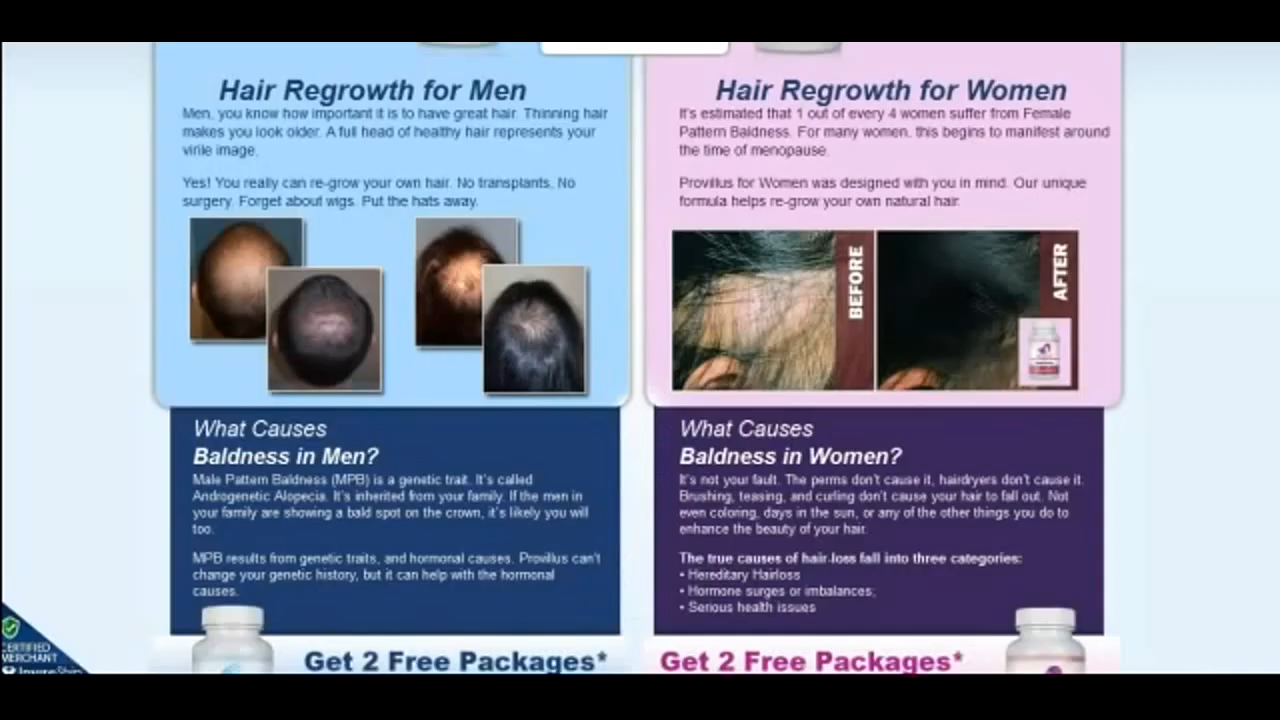 Hair Regrowth for Men
Men, you know how important it is to have great hair. Thinning hair
makes you look older. A full head of healthy hair represents your
virile image.
Yes! You really can re-grow your own hair. No transplants. No
surgery. Forget about wigs. Put the hats away.
What Causes
Baldness in Men?
Male Pattern Baldness (MPB) is a genetic trait. It's called
Androgenetic Alopecia. It's inherited from your family. If the men in
your family are showing a bald spot on the crown, it's likely you will
too.
MPB results from genetic traits, and hormonal causes. Provillus can't
change your genetic history, but it can help with the hormonal
causes.
Get 2 Free Packages*
Hair Regrowth for Women
It's estimated that 1 out of every 4 women suffer from Female
Pattern Baldness. For many women, this begins to manifest around
the time of menopause.
Provillus for Women was designed with you in mind. Our unique
formula helps re-grow your own natural hair.
BEFORE
AFTER
What Causes
Baldness in Women?
It's not your fault. The perms don't cause it, hairdryers don't cause it.
Brushing, teasing, and curling don't cause your hair to fall out. Not
even coloring, days in the sun, or any of the other things you do to
enhance the beauty of your hair.
The true causes of hair-loss fall into three categories:
• Hereditary Hairloss
• Hormone surges or imbalances;
• Serious health issues
Get 2 Free Packages*
CERTIFIED
MERCHANT